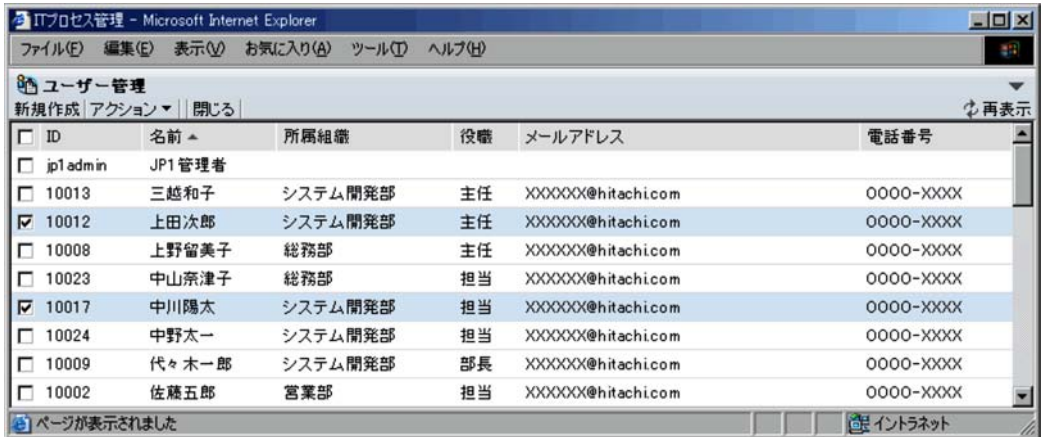 ITプロセス管理 - Microsoft Internet Explorer
ファイル(F) 編集(E) 表示(V) お気に入り(A) ツール(T) ヘルプ(H)
ユーザー管理
新規作成 アクション▼ 閉じる 再表示
ID 名前▲ 所属組織 役職 メールアドレス 電話番号
jp1admin JP1管理者
10013 三越和子 システム開発部 主任 XXXXXX@hitachi.com OOOO-XXXX
10012 上田次郎 システム開発部 主任 XXXXXX@hitachi.com OOOO-XXXX
10008 上野留美子 総務部 主任 XXXXXX@hitachi.com OOOO-XXXX
10023 中山奈津子 総務部 担当 XXXXXX@hitachi.com OOOO-XXXX
10017 中川陽太 システム開発部 担当 XXXXXX@hitachi.com OOOO-XXXX
10024 中野太一 システム開発部 担当 XXXXXX@hitachi.com OOOO-XXXX
10009 代々木一郎 システム開発部 部長 XXXXXX@hitachi.com OOOO-XXXX
10002 佐藤五郎 営業部 担当 XXXXXX@hitachi.com OOOO-XXXX
ページが表示されました イントラネット